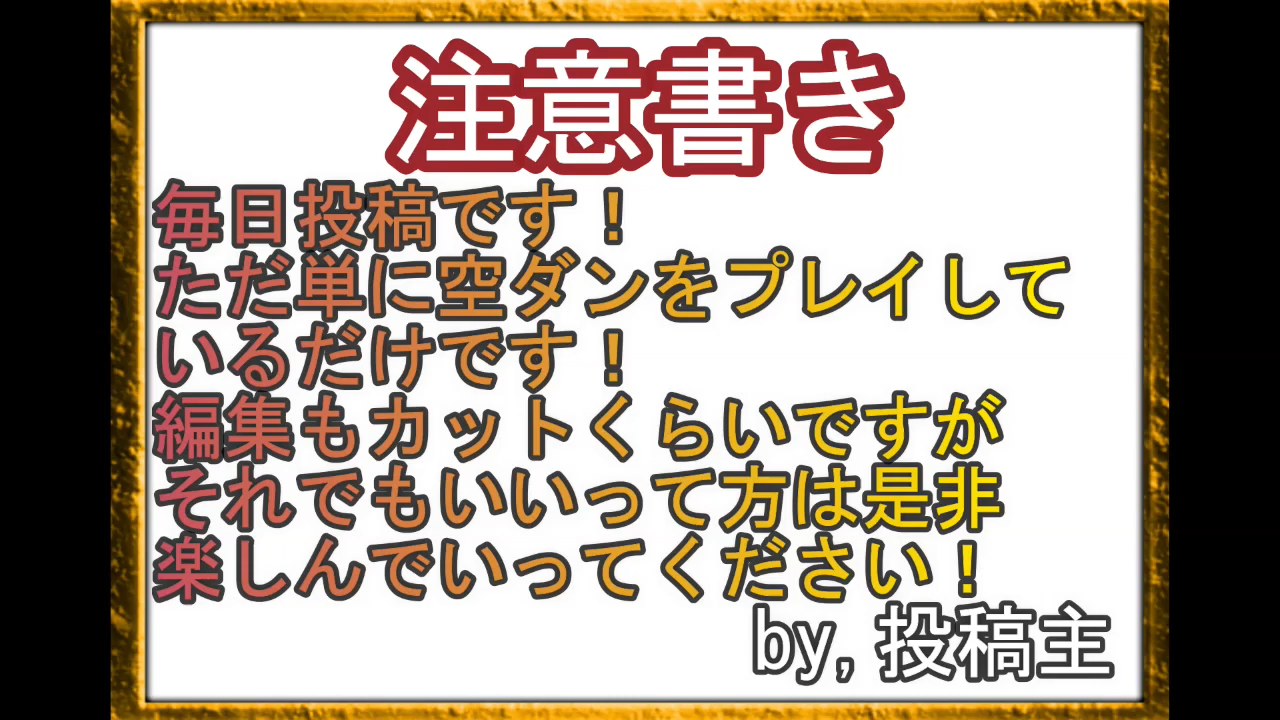 注意書き
毎日投稿です！
ただ単に空ダンをプレイして
いるだけです！
編集もカットくらいですが
それでもいいって方は是非
楽しんでいってください！
by, 投稿主